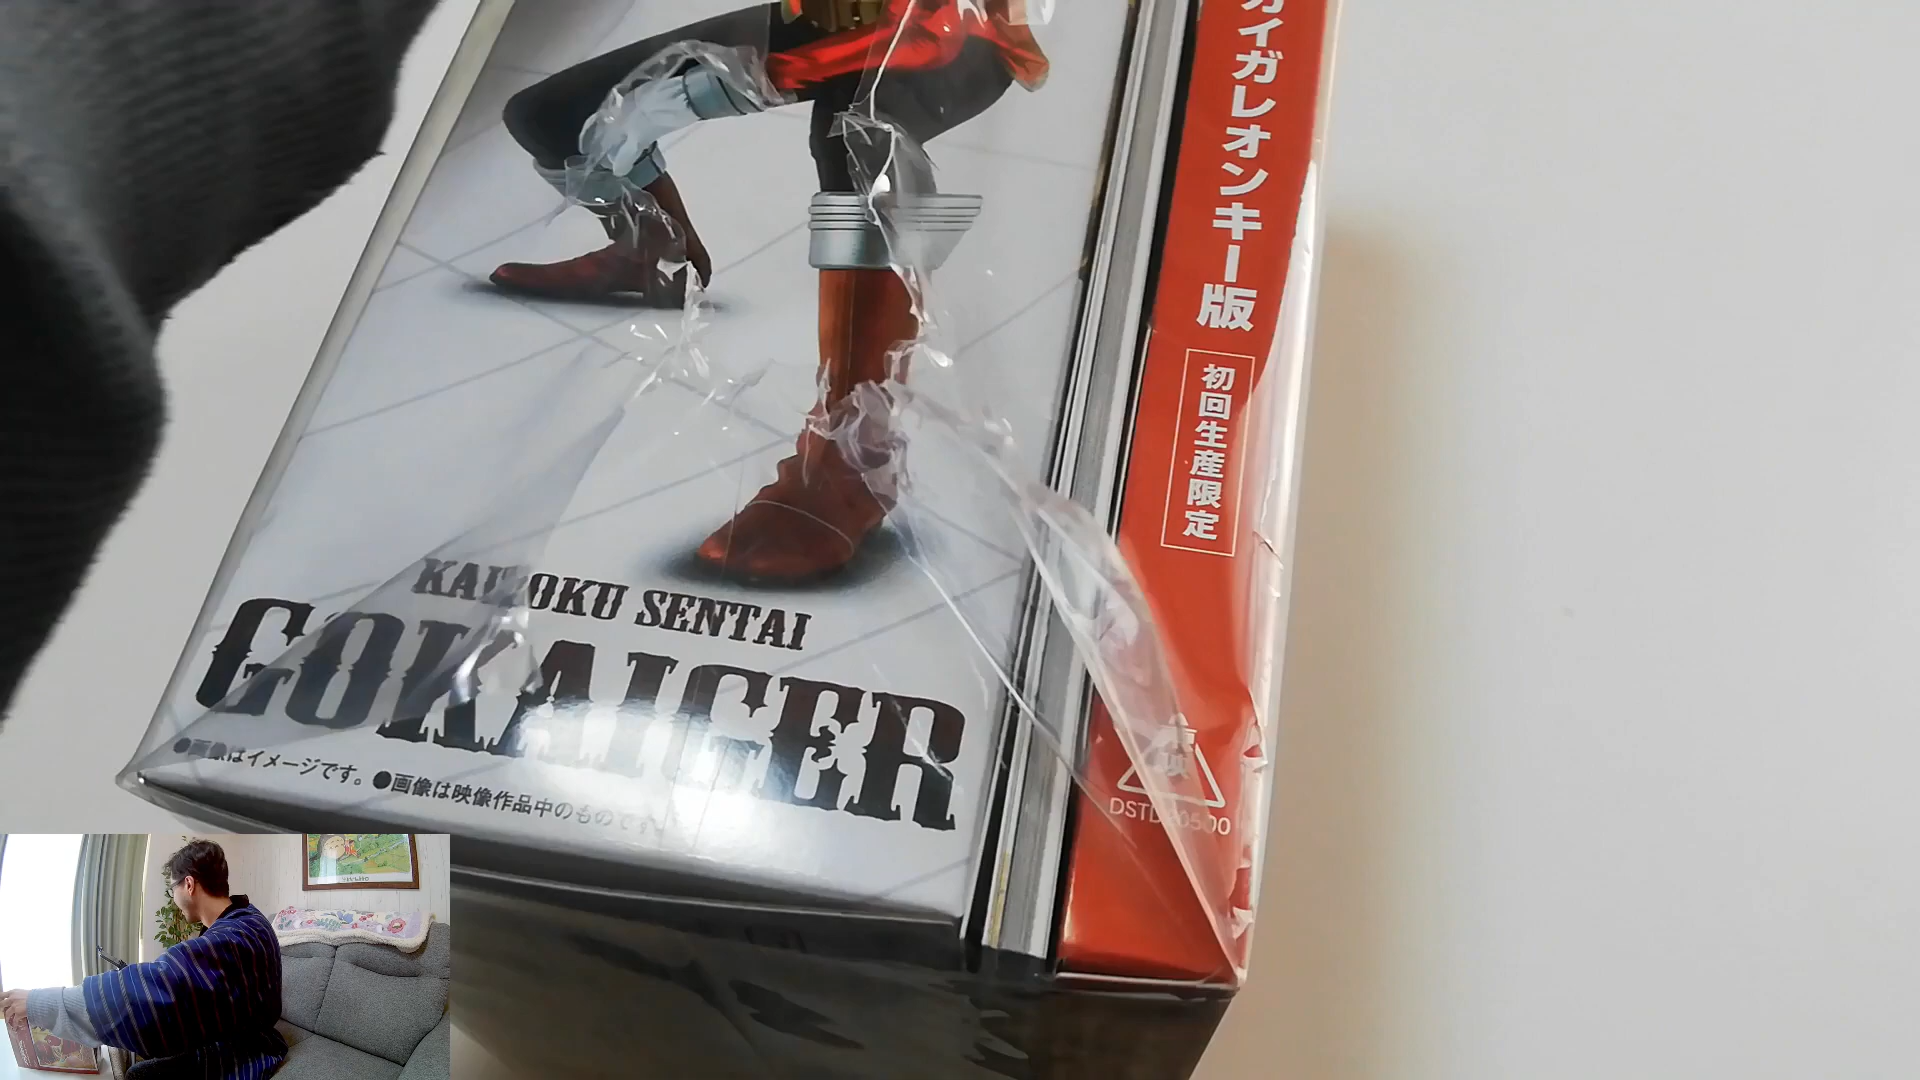 KAIZOKU SENTAI
GOKAIGER
●画像はイメージです。●画像は映像作品中のものです。
カイガレオンキー版
初回生産限定